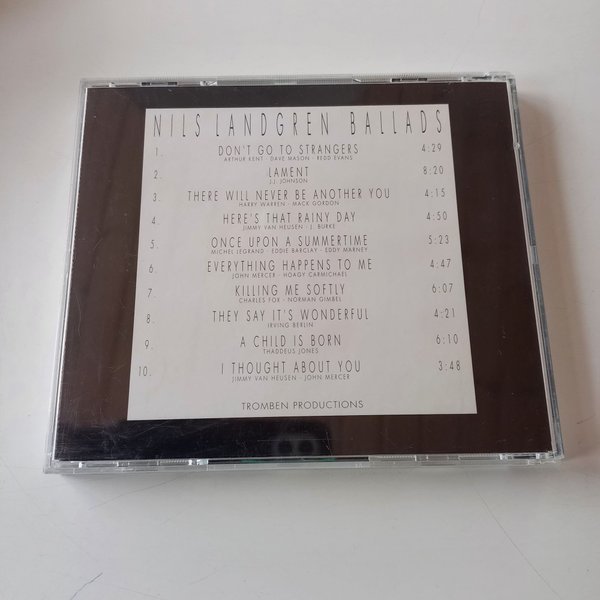 NILS LANDGREN BALLADS
1. DON'T GO TO STRANGERS 4:29
ARTHUR KENT - DAVE MASON - REDD EVANS
2. LAMENT 8:20
J.J. JOHNSON
3. THERE WILL NEVER BE ANOTHER YOU 4:15
HARRY WARREN - MACK GORDON
4. HERE'S THAT RAINY DAY 4:50
JIMMY VAN HEUSEN - J. BURKE
5. ONCE UPON A SUMMERTIME 5:23
MICHEL LEGRAND - EDDIE BARCLAY - EDDY MARNEY
6. EVERYTHING HAPPENS TO ME 4:47
JOHN MERCER - HOAGY CARMICHAEL
7. KILLING ME SOFTLY 6:07
CHARLES FOX - NORMAN GIMBEL
8. THEY SAY IT'S WONDERFUL 4:21
IRVING BERLIN
9. A CHILD IS BORN 6:10
THADDEUS JONES
10. I THOUGHT ABOUT YOU 3:48
JIMMY VAN HEUSEN - JOHN MERCER
TROMBEN PRODUCTIONS